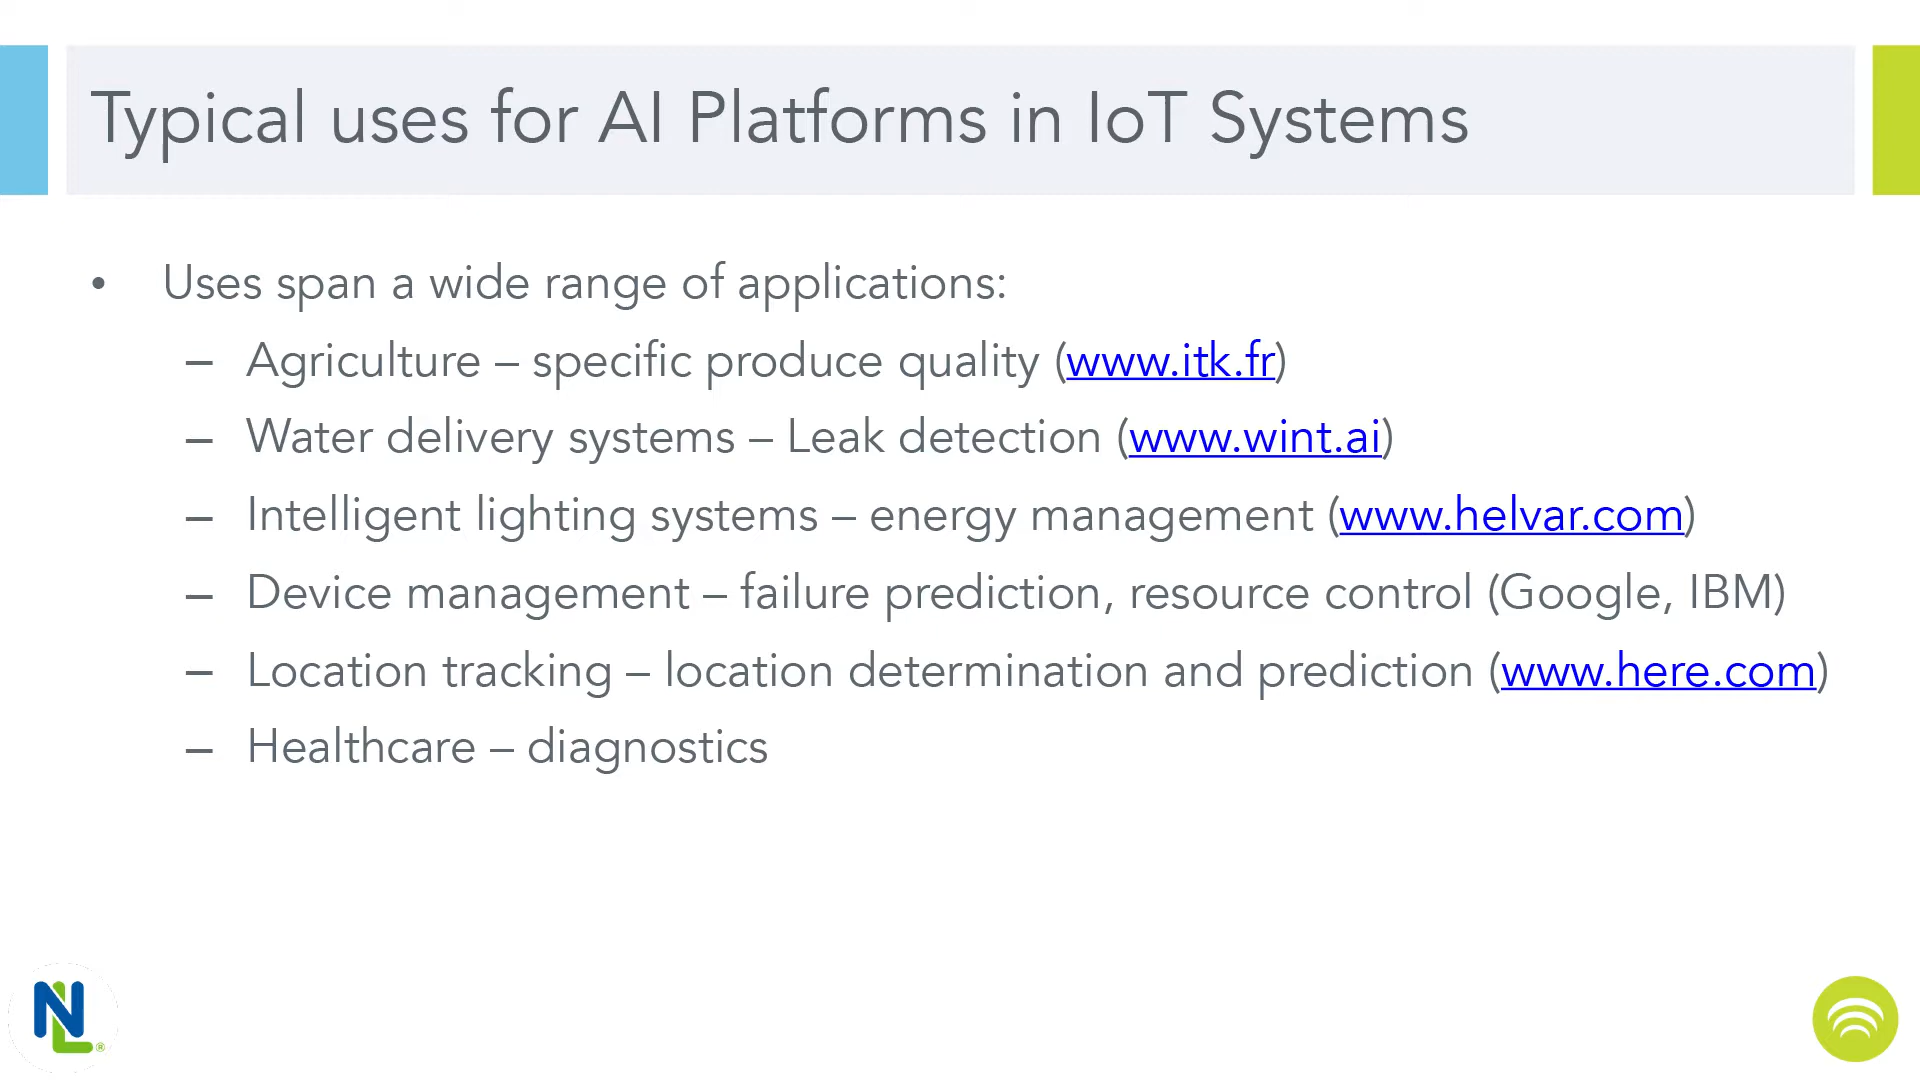 Typical uses for AI Platforms in IoT Systems
• Uses span a wide range of applications:
– Agriculture – specific produce quality (www.itk.fr)
– Water delivery systems – Leak detection (www.wint.ai)
– Intelligent lighting systems – energy management (www.helvar.com)
– Device management – failure prediction, resource control (Google, IBM)
– Location tracking – location determination and prediction (www.here.com)
– Healthcare – diagnostics
NL®